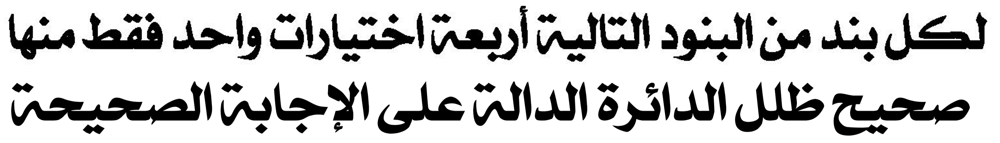 لكل بند من البنود التالية أربعة اختيارات واحد فقط منها
صحيح ظلل الدائرة الدالة على الإجابة الصحيحة